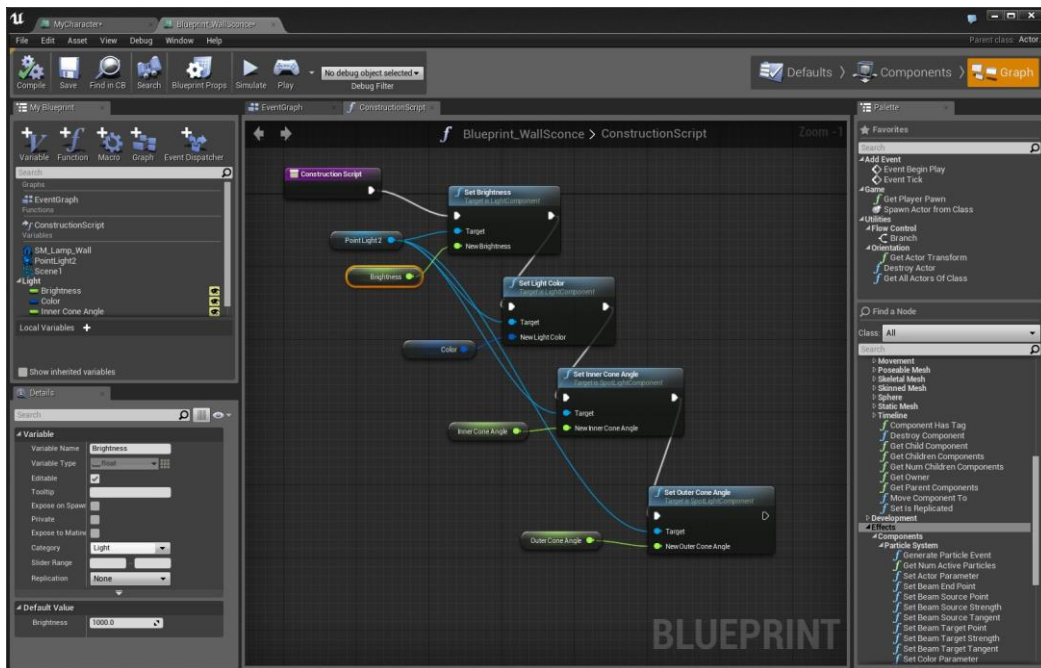 MyCharacter*
Blueprint_WallSconce*
File Edit Asset View Debug Window Help
Parent class: Actor
Compile Save Find in CB Search Blueprint Props Simulate Play
No debug object selected
Debug Filter
Defaults Components Graph
My Blueprint
Variable Function Macro Graph Event Dispatcher
Search
Graphs
EventGraph
Functions
ConstructionScript
Variables
SM_Lamp_Wall
PointLight2
Scene1
Light
Brightness
Color
Inner Cone Angle
Local Variables
Show inherited variables
Details
Search
Variable
Variable Name Brightness
Variable Type float
Editable
Tooltip
Expose on Spawn
Private
Expose to Matine
Category Light
Slider Range
Replication None
Default Value
Brightness 1000.0
EventGraph
ConstructionScript
Blueprint_WallSconce > ConstructionScript
Zoom -1
Construction Script
Set Brightness
Target is LightComponent
Target
New Brightness
Point Light 2
Brightness
Set Light Color
Target is LightComponent
Target
New Light Color
Color
Set Inner Cone Angle
Target is SpotLightComponent
Target
New Inner Cone Angle
Inner Cone Angle
Set Outer Cone Angle
Target is SpotLightComponent
Target
New Outer Cone Angle
Outer Cone Angle
BLUEPRINT
Palette
Favorites
Search
Add Event
Event Begin Play
Event Tick
Game
Get Player Pawn
Spawn Actor from Class
Utilities
Flow Control
Branch
Orientation
Get Actor Transform
Destroy Actor
Get All Actors Of Class
Find a Node
Class: All
Search
Movement
Poseable Mesh
Skeletal Mesh
Skinned Mesh
Sphere
Static Mesh
Timeline
Component Has Tag
Destroy Component
Get Child Component
Get Children Components
Get Num Children Components
Get Owner
Get Parent Components
Move Component To
Set Is Replicated
Development
Effects
Components
Particle System
Generate Particle Event
Get Num Active Particles
Set Actor Parameter
Set Beam End Point
Set Beam Source Point
Set Beam Source Strength
Set Beam Source Tangent
Set Beam Target Point
Set Beam Target Strength
Set Beam Target Tangent
Set Color Parameter